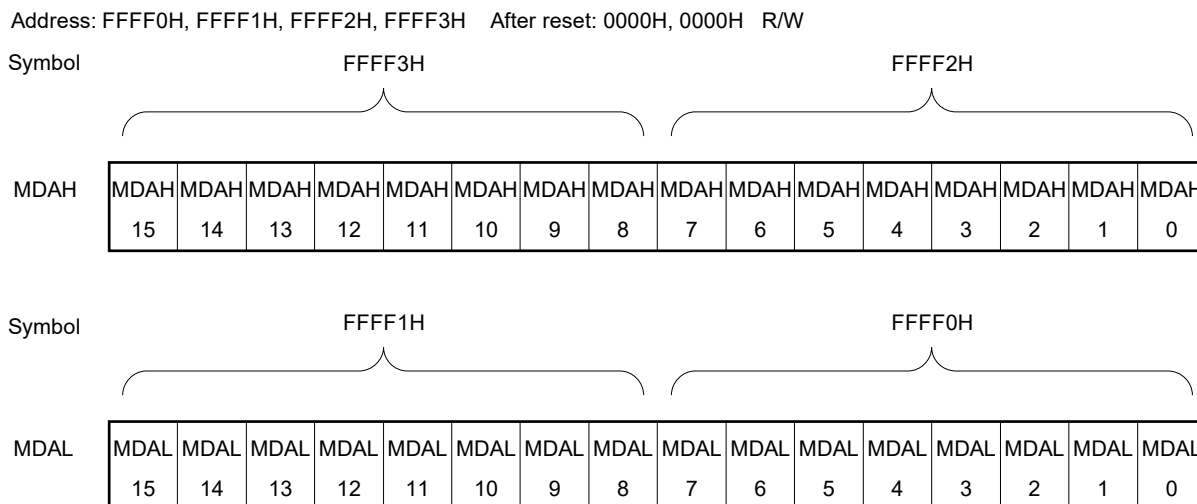 Address: FFFF0H, FFFF1H, FFFF2H, FFFF3H After reset: 0000H, 0000H R/W
Symbol FFFF3H FFFF2H
MDAH MDAH MDAH MDAH MDAH MDAH MDAH MDAH MDAH MDAH MDAH MDAH MDAH MDAH MDAH MDAH MDAH
15 14 13 12 11 10 9 8 7 6 5 4 3 2 1 0
Symbol FFFF1H FFFF0H
MDAL MDAL MDAL MDAL MDAL MDAL MDAL MDAL MDAL MDAL MDAL MDAL MDAL MDAL MDAL MDAL MDAL
15 14 13 12 11 10 9 8 7 6 5 4 3 2 1 0